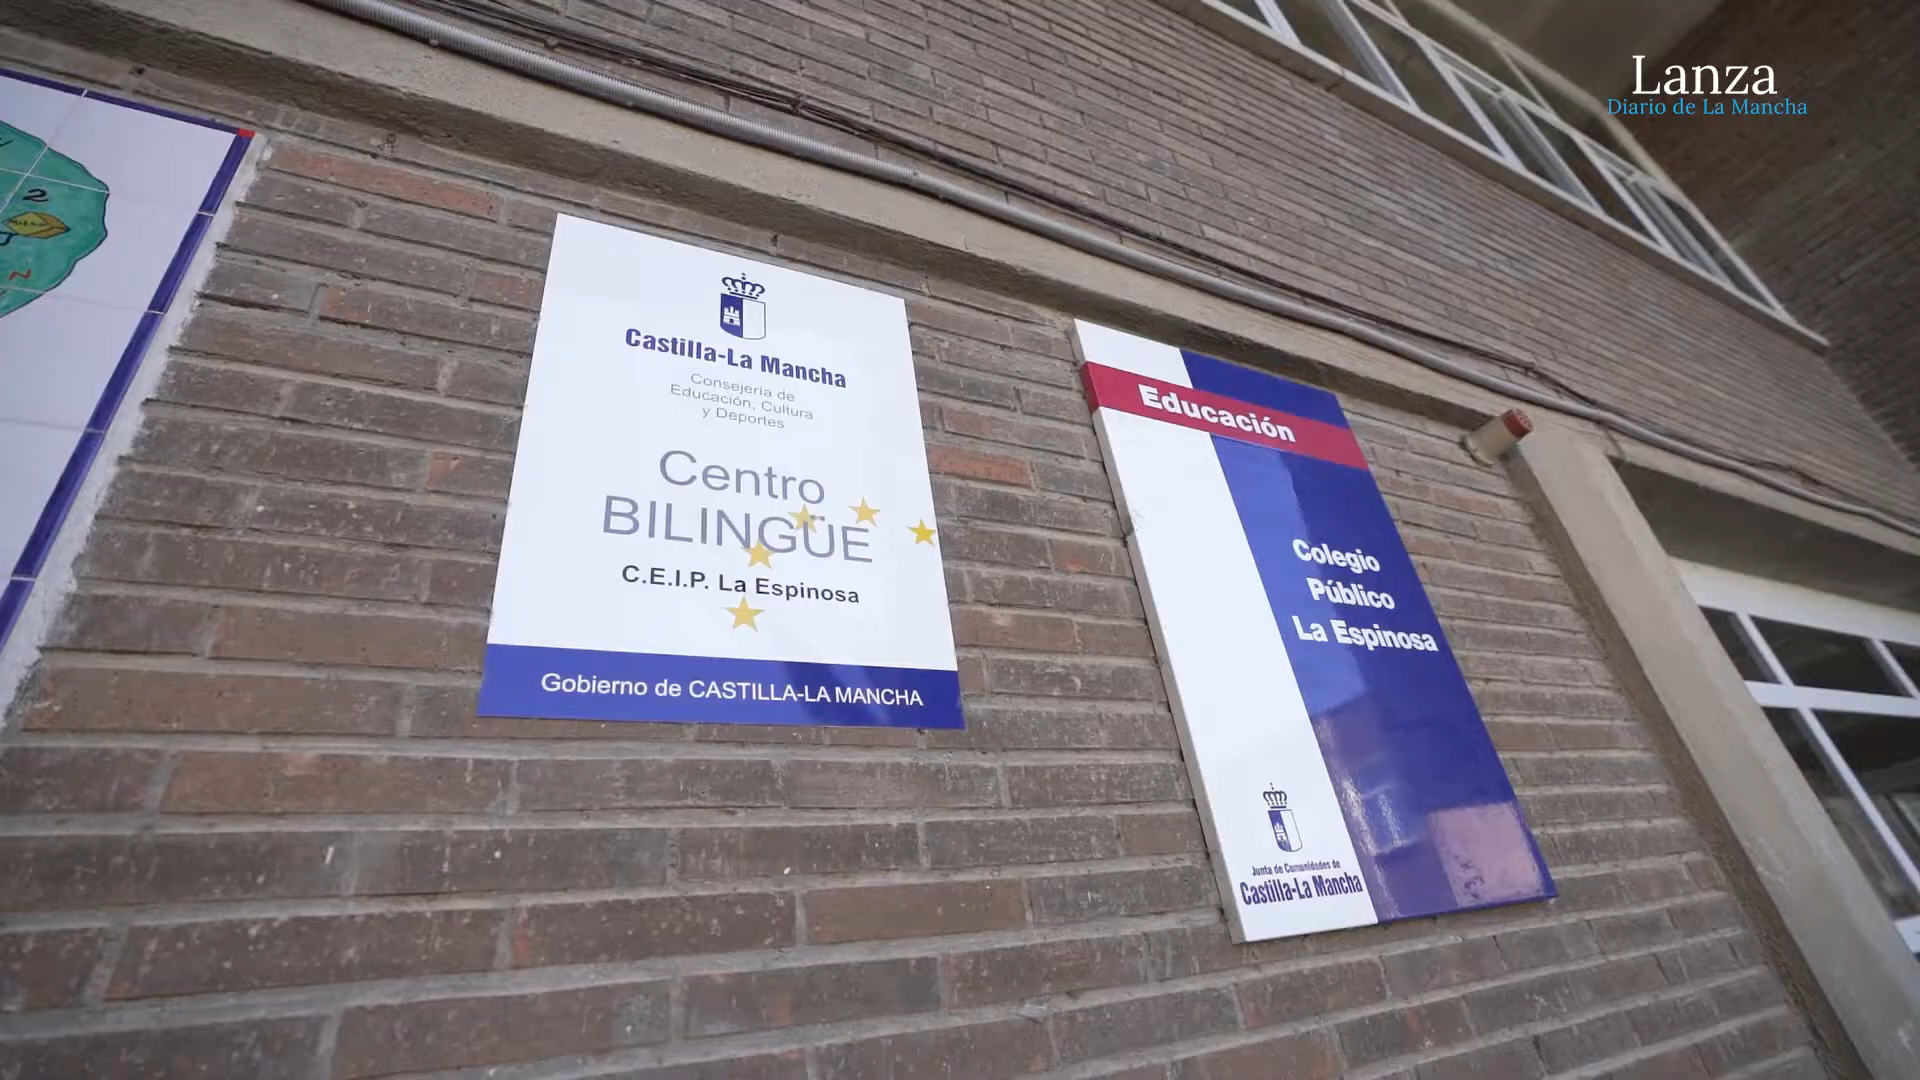 Lanza
Diario de La Mancha
2
Castilla-La Mancha
Consejería de
Educación, Cultura
y Deportes
Centro
BILINGÜE
C.E.I.P. La Espinosa
Gobierno de CASTILLA-LA MANCHA
Educación
Colegio
Público
La Espinosa
Junta de Comunidades de
Castilla-La Mancha